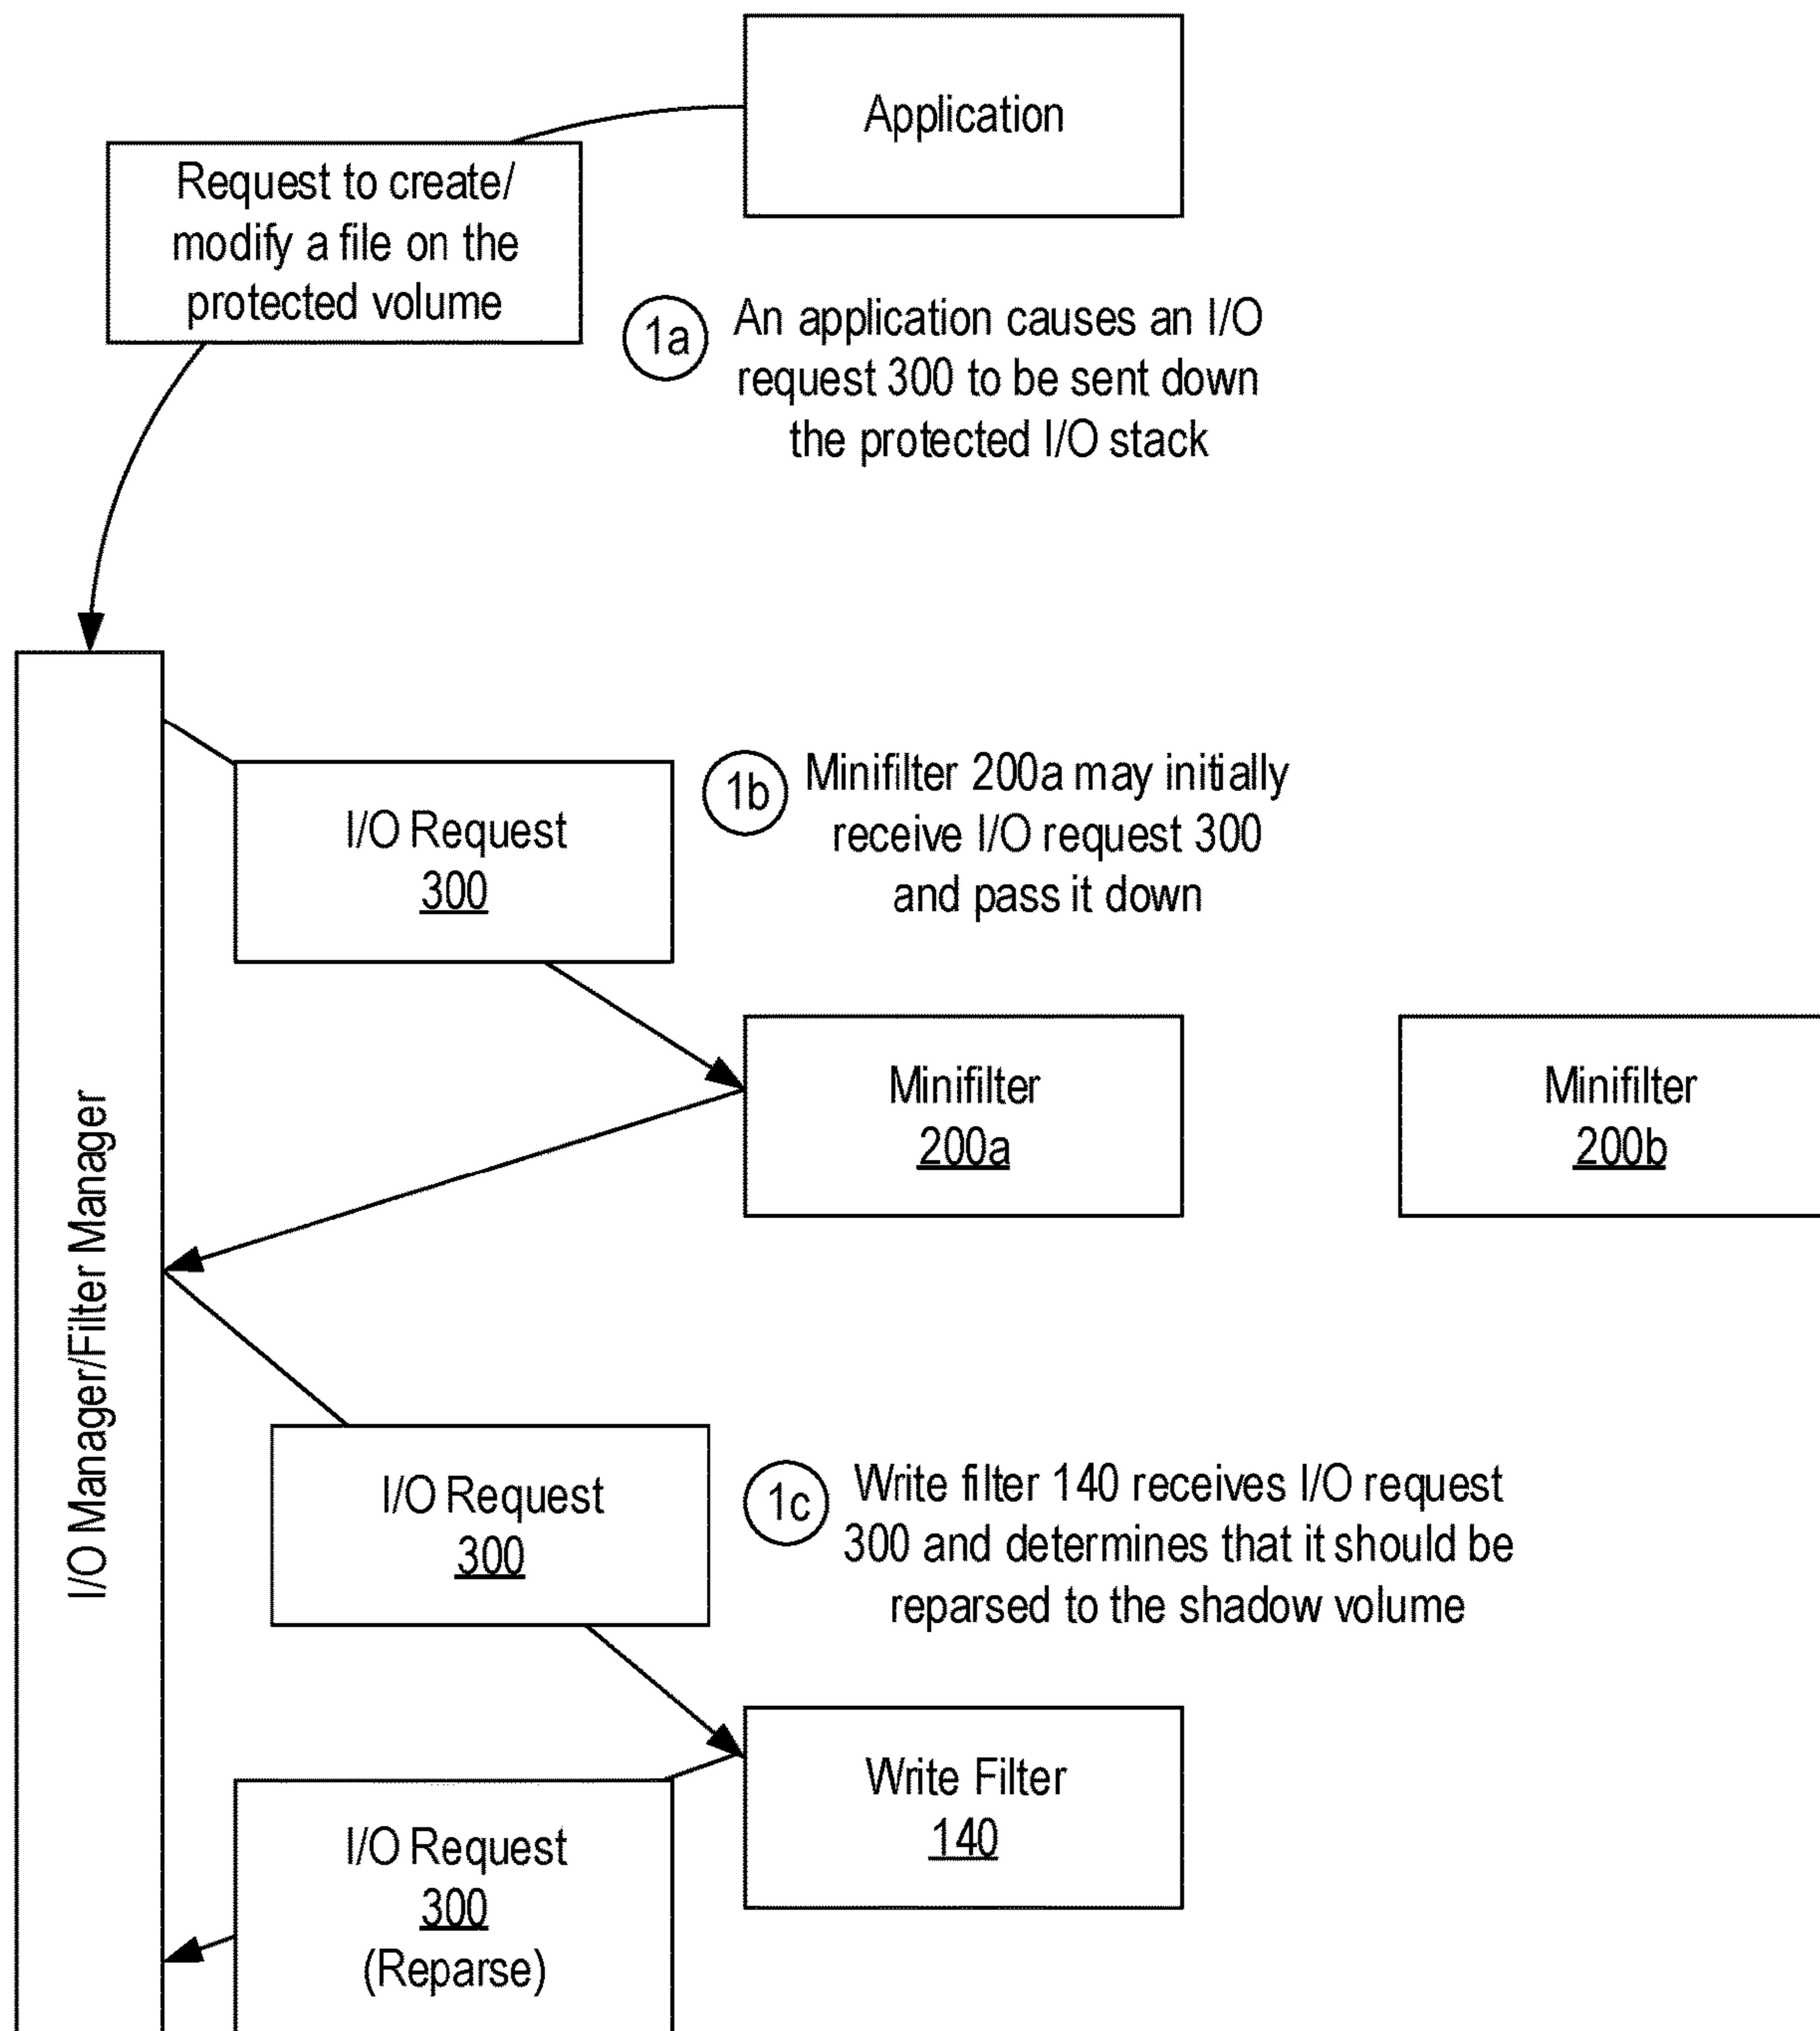 Application
Request to create/
modify a file on the
protected volume
1a
An application causes an I/O
request 300 to be sent down
the protected I/O stack
I/O Manager/Filter Manager
I/O Request
300
1b
Minifilter 200a may initially
receive I/O request 300
and pass it down
Minifilter
200a
Minifilter
200b
I/O Request
300
1c
Write filter 140 receives I/O request
300 and determines that it should be
reparsed to the shadow volume
Write Filter
140
I/O Request
300
(Reparse)